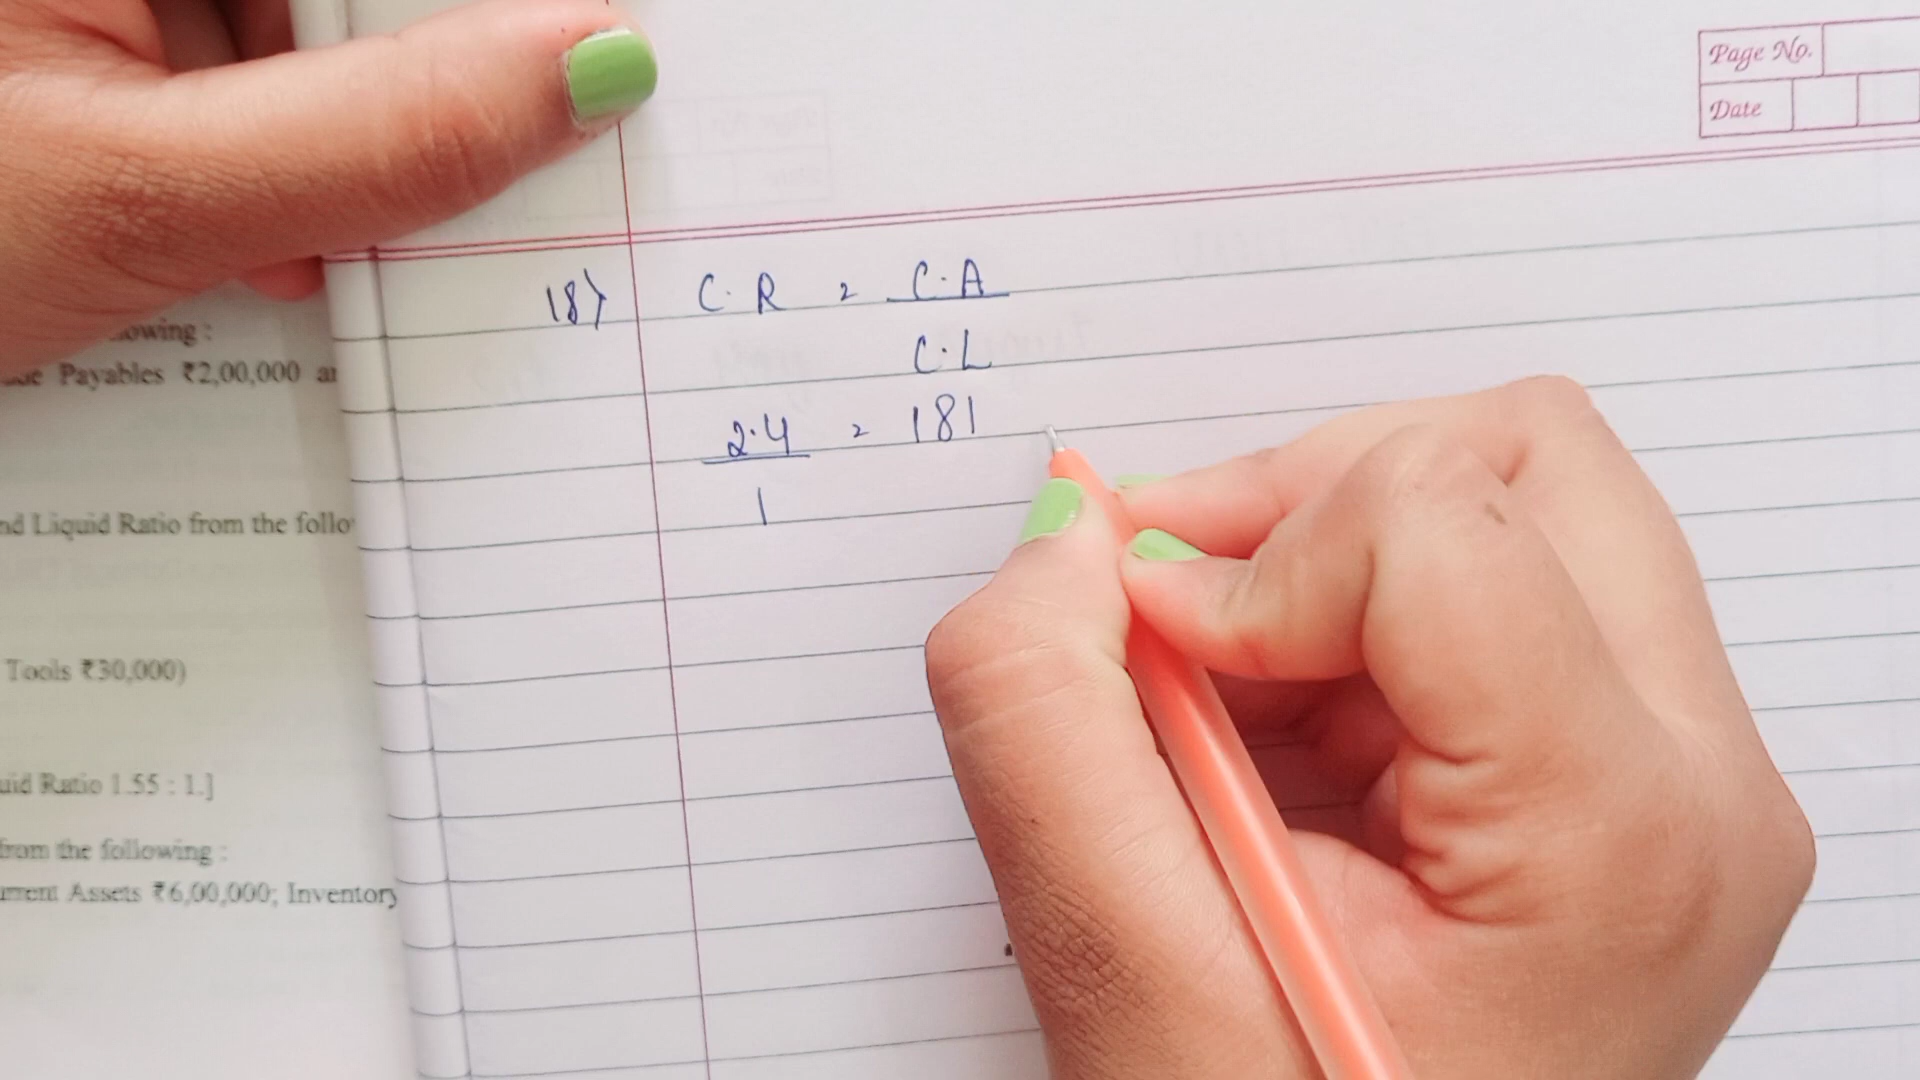 Page No.
Date
18) C.R = C.A
C.L
2.4 = 181
1
owing :
Payables ₹2,00,000
nd Liquid Ratio from the follo
Tools ₹30,000)
uid Ratio 1.55 : 1.]
from the following :
urrent Assets ₹6,00,000; Inventory